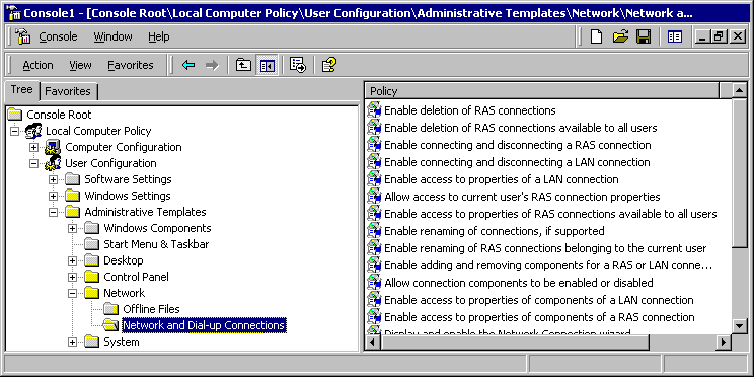 Console1 - [Console Root\Local Computer Policy\User Configuration\Administrative Templates\Network\Network a...
Console Window Help
Action View Favorites
Tree Favorites
Console Root
Local Computer Policy
Computer Configuration
User Configuration
Software Settings
Windows Settings
Administrative Templates
Windows Components
Start Menu & Taskbar
Desktop
Control Panel
Network
Offline Files
Network and Dial-up Connections
System
Policy
Enable deletion of RAS connections
Enable deletion of RAS connections available to all users
Enable connecting and disconnecting a RAS connection
Enable connecting and disconnecting a LAN connection
Enable access to properties of a LAN connection
Allow access to current user's RAS connection properties
Enable access to properties of RAS connections available to all users
Enable renaming of connections, if supported
Enable renaming of RAS connections belonging to the current user
Enable adding and removing components for a RAS or LAN conne...
Allow connection components to be enabled or disabled
Enable access to properties of components of a LAN connection
Enable access to properties of components of a RAS connection
Display and enable the Network Connection wizard